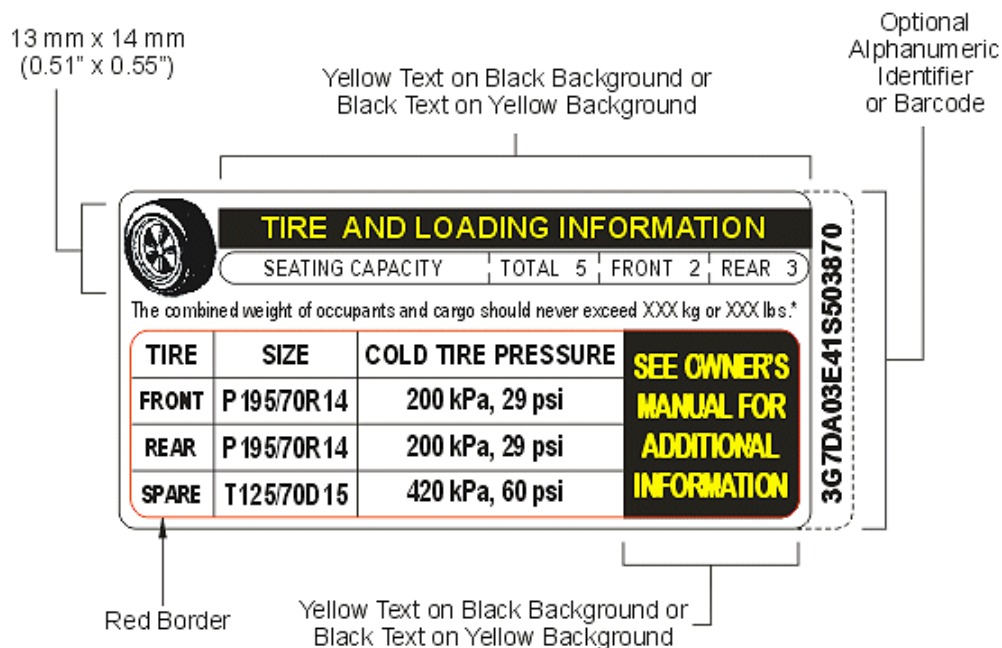 13 mm x 14 mm
(0.51" x 0.55")
Yellow Text on Black Background or
Black Text on Yellow Background
Optional
Alphanumeric
Identifier
or Barcode
TIRE AND LOADING INFORMATION
SEATING CAPACITY TOTAL 5 FRONT 2 REAR 3
The combined weight of occupants and cargo should never exceed XXX kg or XXX lbs.*
TIRE SIZE COLD TIRE PRESSURE
FRONT P195/70R14 200 kPa, 29 psi
REAR P195/70R14 200 kPa, 29 psi
SPARE T125/70D15 420 kPa, 60 psi
SEE OWNER'S
MANUAL FOR
ADDITIONAL
INFORMATION
3G7DA03E41S503870
Red Border
Yellow Text on Black Background or
Black Text on Yellow Background